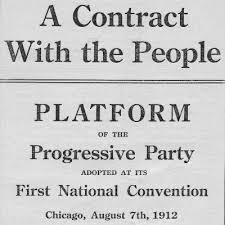 A Contract
With the People
PLATFORM
OF THE
Progressive Party
ADOPTED AT ITS
First National Convention
Chicago, August 7th, 1912